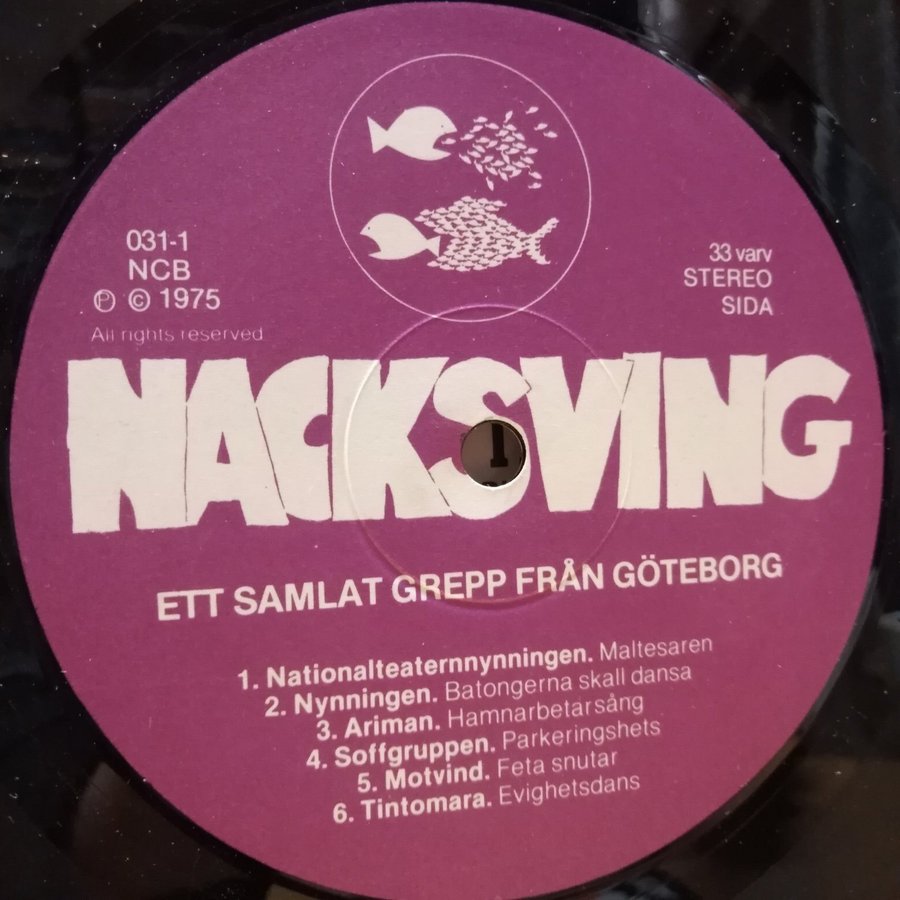 031-1
NCB
Ⓟ © 1975
All rights reserved
33 varv
STEREO
SIDA
1
NACKSVING
ETT SAMLAT GREPP FRÅN GÖTEBORG
1. Nationalteaternnynningen. Maltesaren
2. Nynningen. Batongerna skall dansa
3. Ariman. Hamnarbetarsång
4. Soffgruppen. Parkeringshets
5. Motvind. Feta snutar
6. Tintomara. Evighetsdans